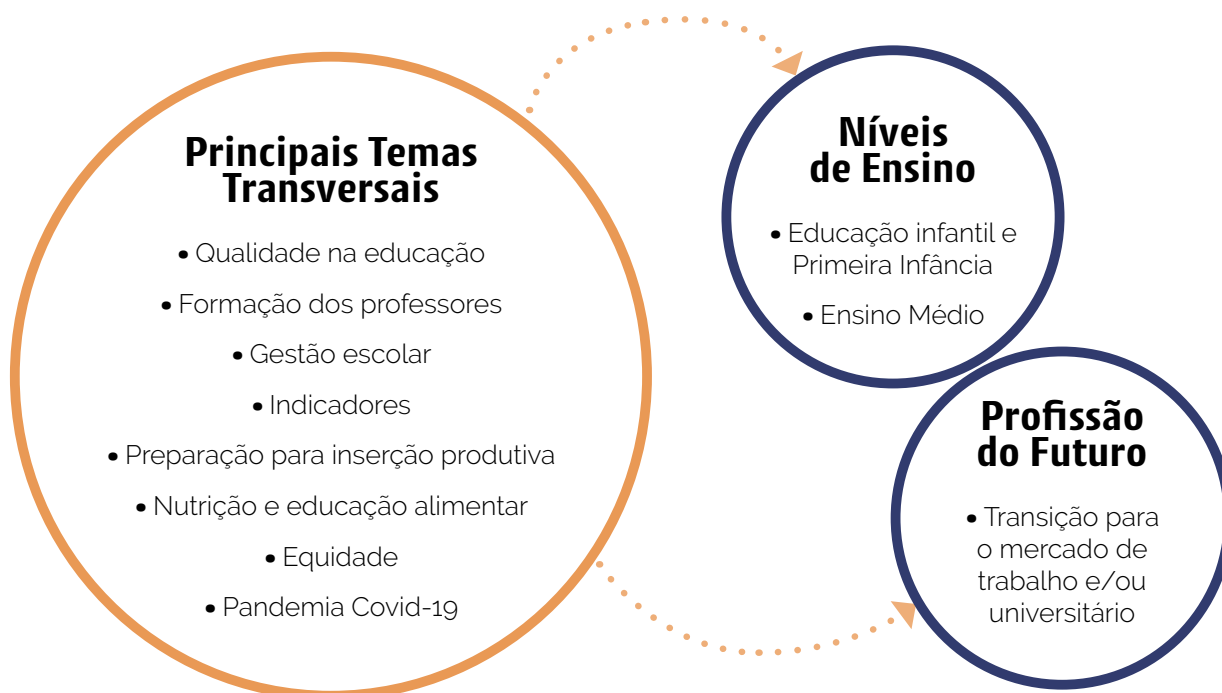 Principais Temas
Transversais
• Qualidade na educação
• Formação dos professores
• Gestão escolar
• Indicadores
• Preparação para inserção produtiva
• Nutrição e educação alimentar
• Equidade
• Pandemia Covid-19
Níveis
de Ensino
• Educação infantil e
Primeira Infância
• Ensino Médio
Profissão
do Futuro
• Transição para
o mercado de
trabalho e/ou
universitário